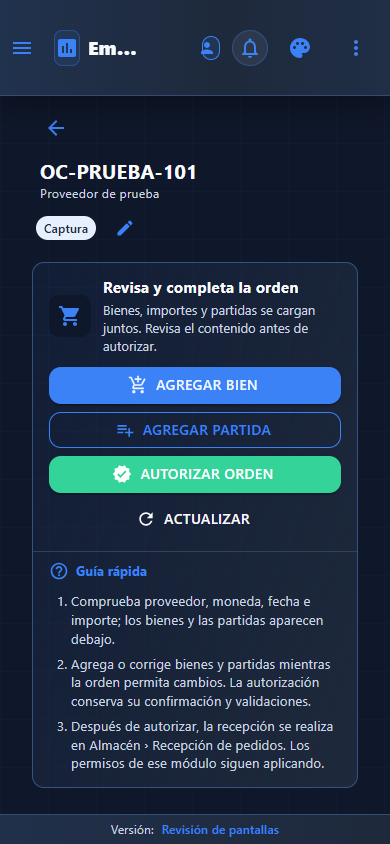 Em...
OC-PRUEBA-101
Proveedor de prueba
Captura
Revisa y completa la orden
Bienes, importes y partidas se cargan
juntos. Revisa el contenido antes de
autorizar.
AGREGAR BIEN
AGREGAR PARTIDA
AUTORIZAR ORDEN
ACTUALIZAR
Guía rápida
1. Comprueba proveedor, moneda, fecha e
importe; los bienes y las partidas aparecen
debajo.
2. Agrega o corrige bienes y partidas mientras
la orden permita cambios. La autorización
conserva su confirmación y validaciones.
3. Después de autorizar, la recepción se realiza
en Almacén › Recepción de pedidos. Los
permisos de ese módulo siguen aplicando.
Versión: Revisión de pantallas